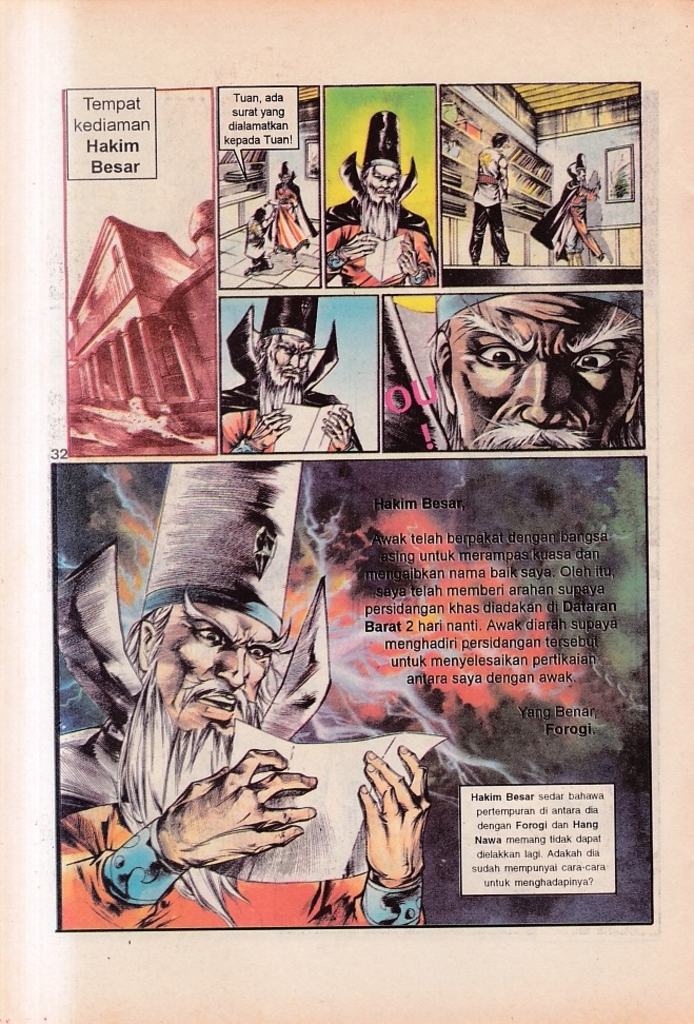 Tempat
kediaman
Hakim
Besar
Tuan, ada
surat yang
dialamatkan
kepada Tuan!
OU
!
32
Hakim Besar,
Awak telah berpakat dengan bangsa
asing untuk merampas kuasa dan
mengaibkan nama baik saya. Oleh itu,
saya telah memberi arahan supaya
persidangan khas diadakan di Dataran
Barat 2 hari nanti. Awak diarah supaya
menghadiri persidangan tersebut
untuk menyelesaikan pertikaian
antara saya dengan awak.
Yang Benar,
Forogi.
Hakim Besar sedar bahawa
pertempuran di antara dia
dengan Forogi dan Hang
Nawa memang tidak dapat
dielakkan lagi. Adakah dia
sudah mempunyai cara-cara
untuk menghadapinya?